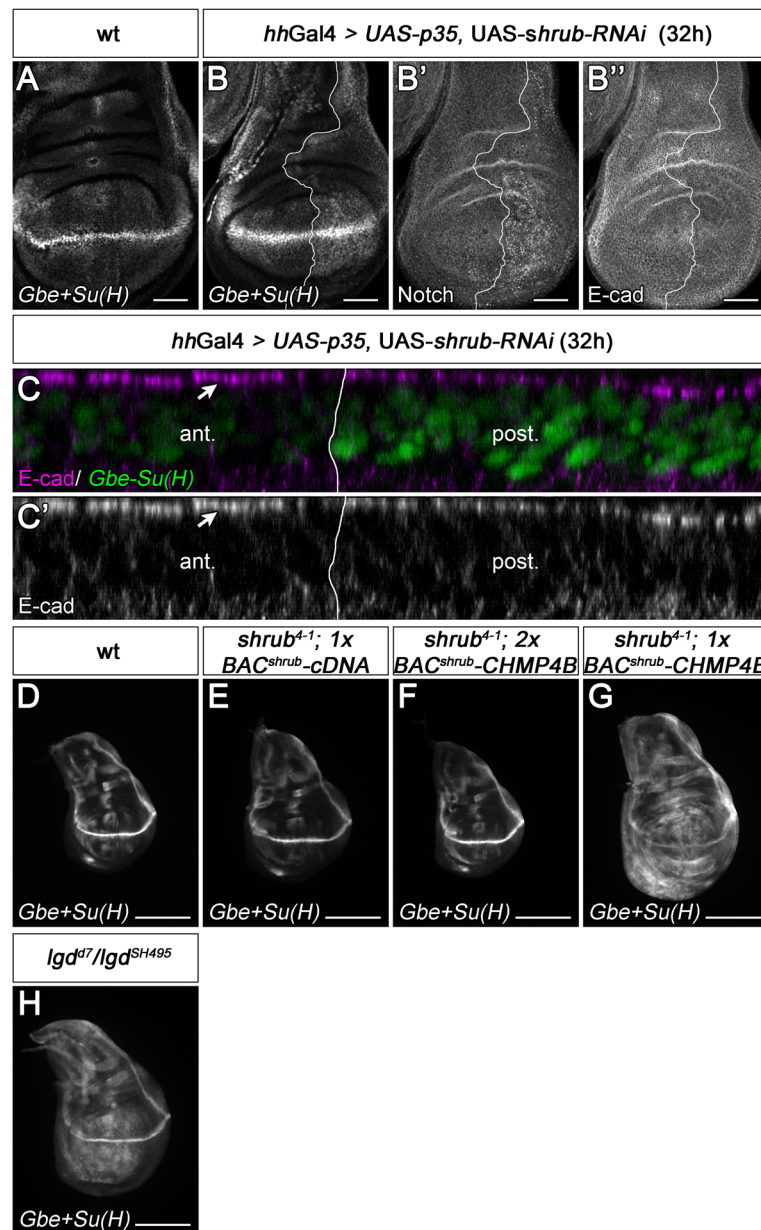 wt
hhGal4 > UAS-p35, UAS-shrub-RNAi (32h)
A
Gbe+Su(H)
B
Gbe+Su(H)
B'
Notch
B''
E-cad
hhGal4 > UAS-p35, UAS-shrub-RNAi (32h)
C
ant.
post.
E-cad/ Gbe-Su(H)
C'
ant.
post.
E-cad
wt
shrub4-1; 1x
BACshrub-cDNA
shrub4-1; 2x
BACshrub-CHMP4B
shrub4-1; 1x
BACshrub-CHMP4B
D
Gbe+Su(H)
E
Gbe+Su(H)
F
Gbe+Su(H)
G
Gbe+Su(H)
lgdd7/lgdSH495
H
Gbe+Su(H)